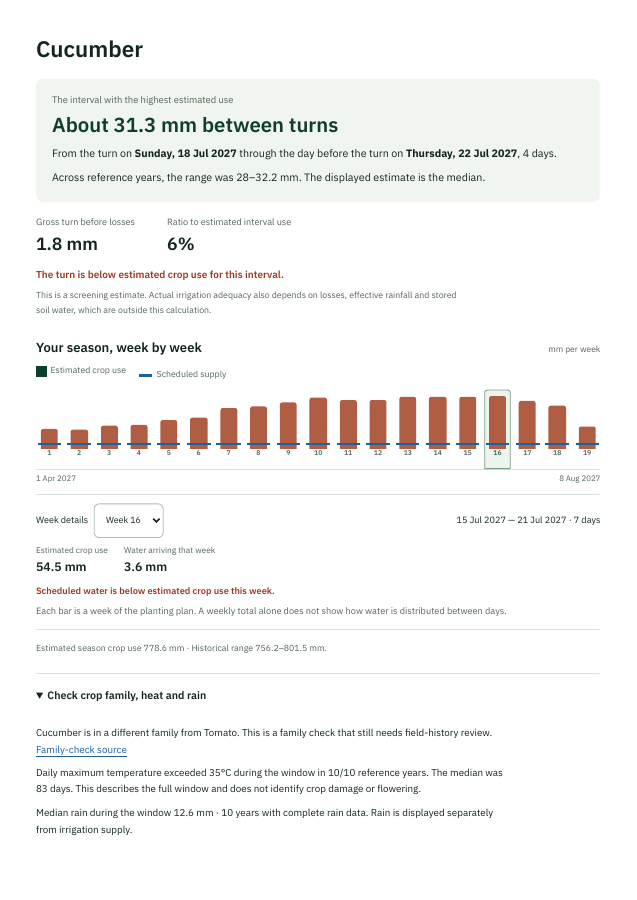 Cucumber
The interval with the highest estimated use
About 31.3 mm between turns
From the turn on Sunday, 18 Jul 2027 through the day before the turn on Thursday, 22 Jul 2027, 4 days.
Across reference years, the range was 28–32.2 mm. The displayed estimate is the median.
Gross turn before losses
Ratio to estimated interval use
1.8 mm
6%
The turn is below estimated crop use for this interval.
This is a screening estimate. Actual irrigation adequacy also depends on losses, effective rainfall and stored
soil water, which are outside this calculation.
Your season, week by week
mm per week
Estimated crop use
Scheduled supply
1 2 3 4 5 6 7 8 9 10 11 12 13 14 15 16 17 18 19
1 Apr 2027
8 Aug 2027
Week details
Week 16
15 Jul 2027 — 21 Jul 2027 · 7 days
Estimated crop use
Water arriving that week
54.5 mm
3.6 mm
Scheduled water is below estimated crop use this week.
Each bar is a week of the planting plan. A weekly total alone does not show how water is distributed between days.
Estimated season crop use 778.6 mm · Historical range 756.2–801.5 mm.
▼ Check crop family, heat and rain
Cucumber is in a different family from Tomato. This is a family check that still needs field-history review.
Family-check source
Daily maximum temperature exceeded 35°C during the window in 10/10 reference years. The median was
83 days. This describes the full window and does not identify crop damage or flowering.
Median rain during the window 12.6 mm · 10 years with complete rain data. Rain is displayed separately
from irrigation supply.